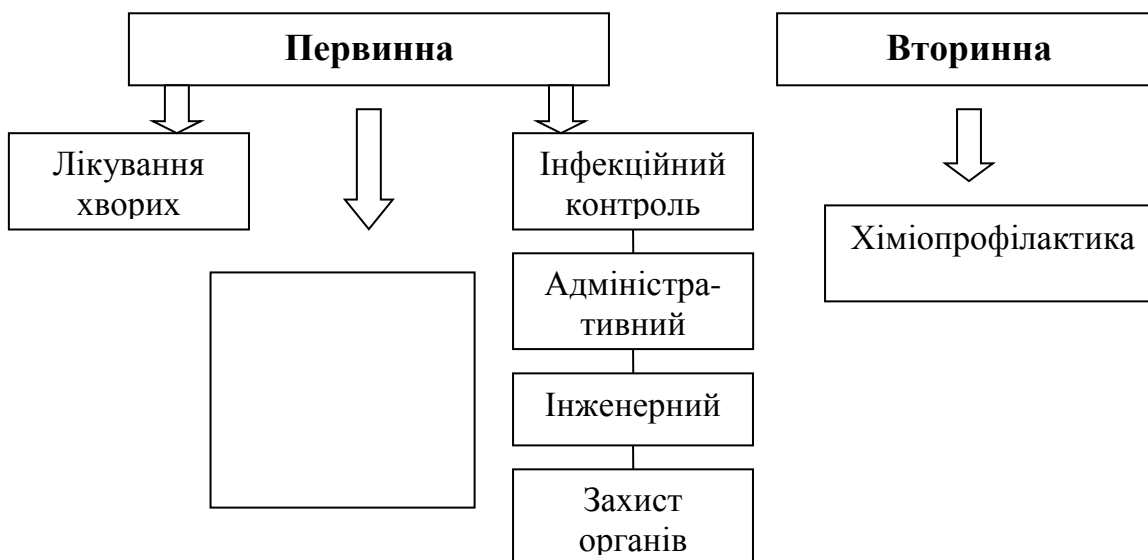 Первинна
Вторинна
Лікування
хворих
Інфекційний
контроль
Адміністра-
тивний
Інженерний
Захист
органів
Хіміопрофілактика